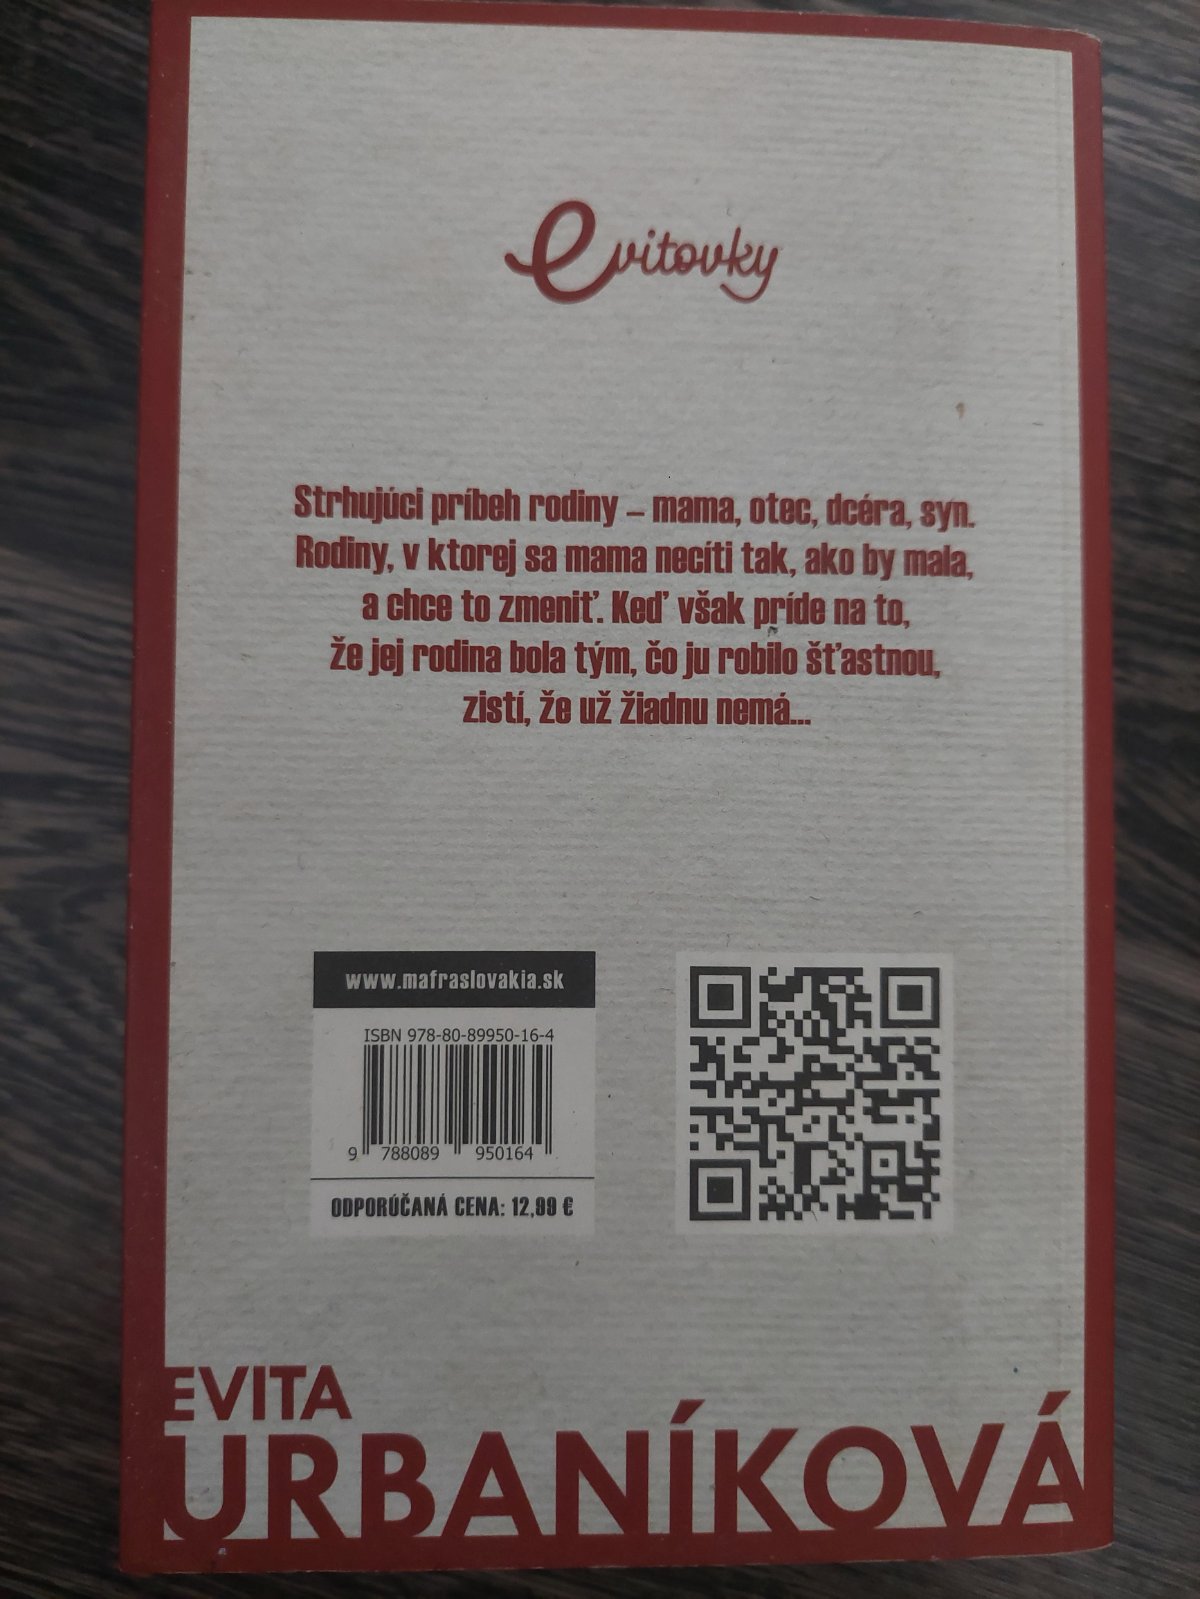 evitovky
Strhujúci príbeh rodiny – mama, otec, dcéra, syn.
Rodiny, v ktorej sa mama necíti tak, ako by mala,
a chce to zmeniť. Keď však príde na to,
že jej rodina bola tým, čo ju robilo šťastnou,
zistí, že už žiadnu nemá...
www.mafraslovakia.sk
ISBN 978-80-89950-16-4
9 788089 950164
ODPORÚČANÁ CENA: 12,99 €
EVITA
URBANÍKOVÁ